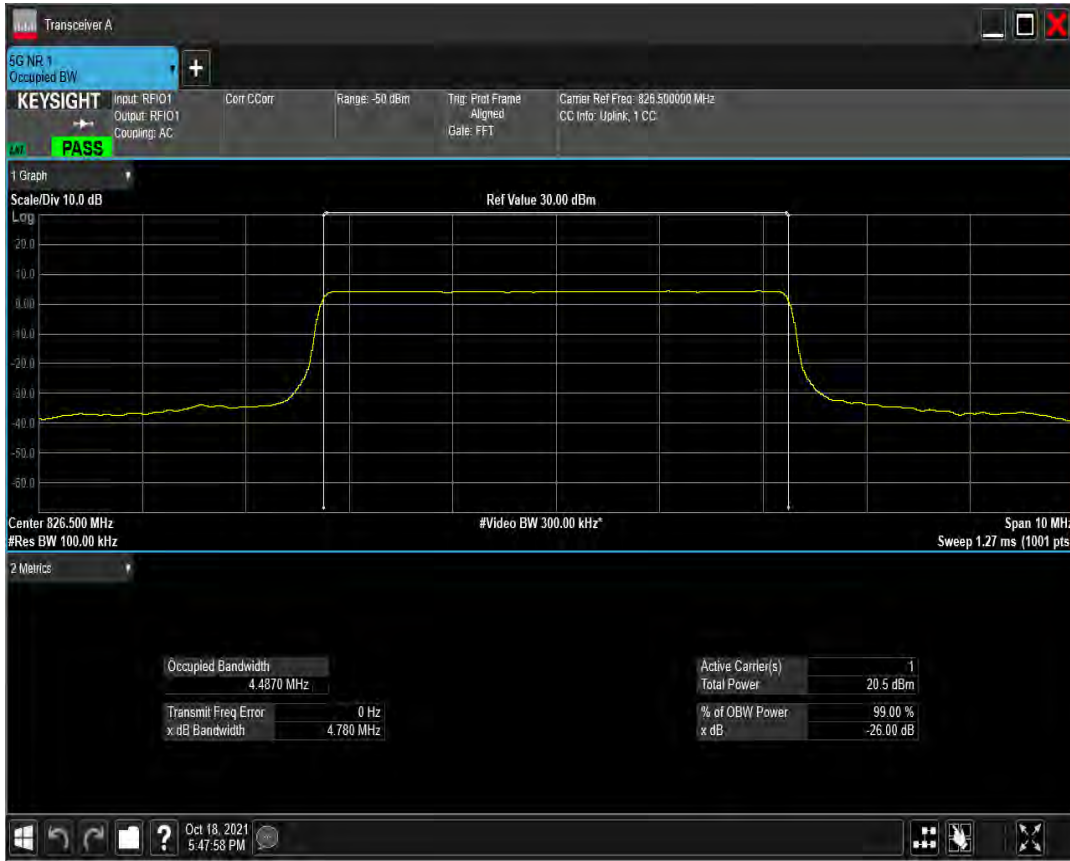 Transceiver A
5G NR 1
Occupied BW
+
KEYSIGHT
Input: RFIO1
Output: RFIO1
Coupling: AC
Corr CCorr
Range: -50 dBm
Trig: Prot Frame
Aligned
Gate: FFT
Carrier Ref Freq: 826.500000 MHz
CC Info: Uplink, 1 CC
PASS
1 Graph
Scale/Div 10.0 dB
Ref Value 30.00 dBm
Log
20.0
10.0
0.00
-10.0
-20.0
-30.0
-40.0
-50.0
-60.0
Center 826.500 MHz
#Video BW 300.00 kHz*
Span 10 MHz
#Res BW 100.00 kHz
Sweep 1.27 ms (1001 pts
2 Metrics
Occupied Bandwidth
4.4870 MHz
Transmit Freq Error 0 Hz
x dB Bandwidth 4.780 MHz
Active Carrier(s) 1
Total Power 20.5 dBm
% of OBW Power 99.00 %
x dB -26.00 dB
?
Oct 18, 2021
5:47:58 PM